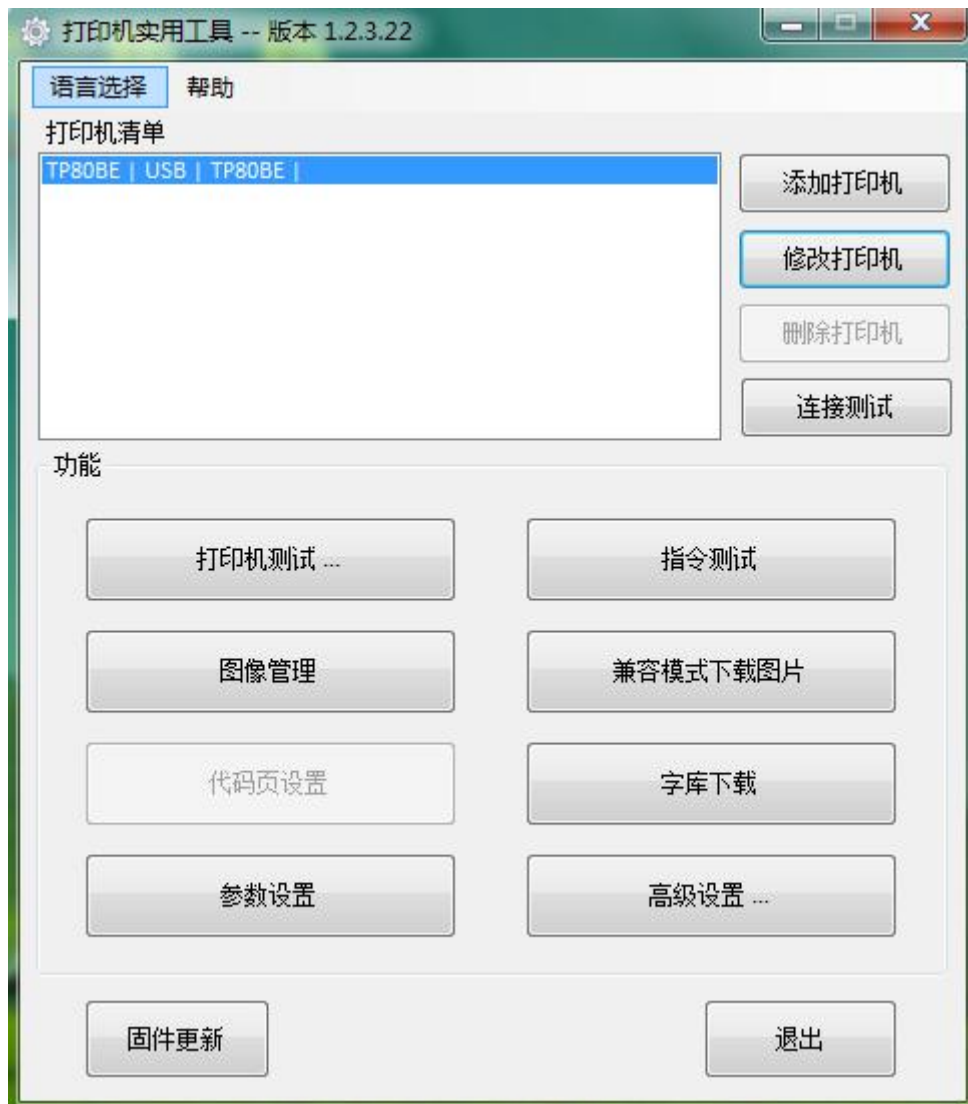 打印机实用工具 -- 版本 1.2.3.22
语言选择 帮助
打印机清单
TP80BE | USB | TP80BE |
添加打印机
修改打印机
删除打印机
连接测试
功能
打印机测试 ...
指令测试
图像管理
兼容模式下载图片
代码页设置
字库下载
参数设置
高级设置 ...
固件更新
退出